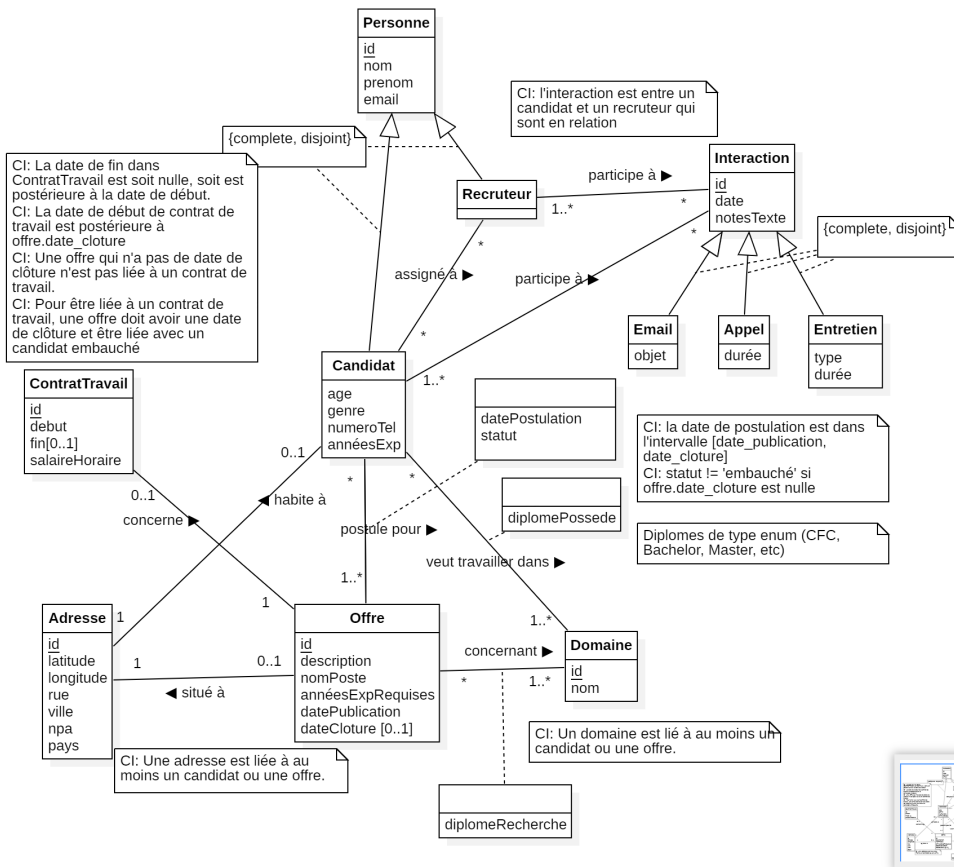 Personne
id
nom
prenom
email
CI: l'interaction est entre un
candidat et un recruteur qui
sont en relation
{complete, disjoint}
CI: La date de fin dans
ContratTravail est soit nulle, soit est
postérieure à la date de début.
CI: La date de début de contrat de
travail est postérieure à
offre.date_cloture
CI: Une offre qui n'a pas de date de
clôture n'est pas liée à un contrat de
travail.
CI: Pour être liée à un contrat de
travail, une offre doit avoir une date
de clôture et être liée avec un
candidat embauché
Recruteur
participe à ▶
1..*
*
Interaction
id
date
notesTexte
*
{complete, disjoint}
*
assigné à ▶
*
participe à ▶
1..*
Email
objet
Appel
durée
Entretien
type
durée
Candidat
age
genre
numeroTel
annéesExp
ContratTravail
id
debut
fin[0..1]
salaireHoraire
datePostulation
statut
CI: la date de postulation est dans
l'intervalle [date_publication,
date_cloture]
CI: statut != 'embauché' si
offre.date_cloture est nulle
0..1
*
*
diplomePossede
0..1
◀ habite à
concerne ▶
postule pour ▶
Diplomes de type enum (CFC,
Bachelor, Master, etc)
veut travailler dans ▶
1..*
1
1
1..*
Adresse
id
latitude
longitude
rue
ville
npa
pays
1
0..1
◀ situé à
Offre
id
description
nomPoste
annéesExpRequises
datePublication
dateCloture [0..1]
concernant ▶
*
1..*
Domaine
id
nom
CI: Un domaine est lié à au moins un
candidat ou une offre.
CI: Une adresse est liée à au
moins un candidat ou une offre.
diplomeRecherche